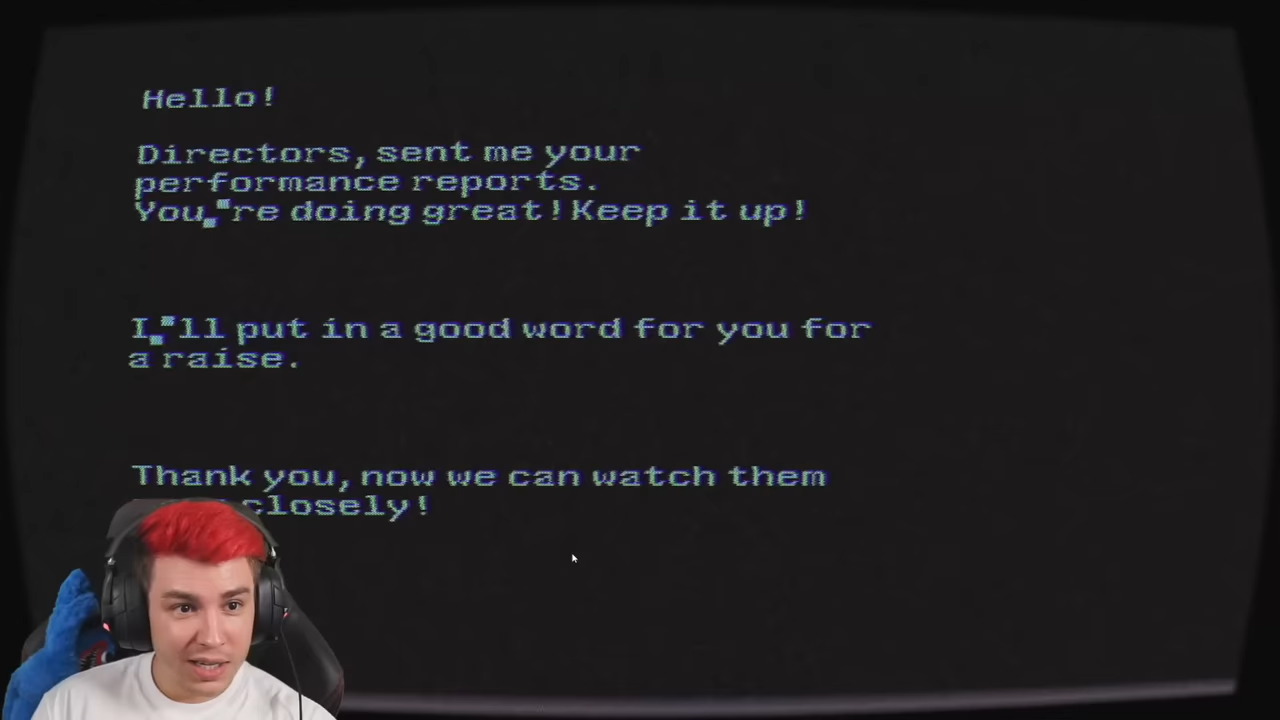 Hello!
Directors, sent me your
performance reports.
You,"re doing great! Keep it up!
I,"ll put in a good word for you for
a raise.
Thank you, now we can watch them
closely!